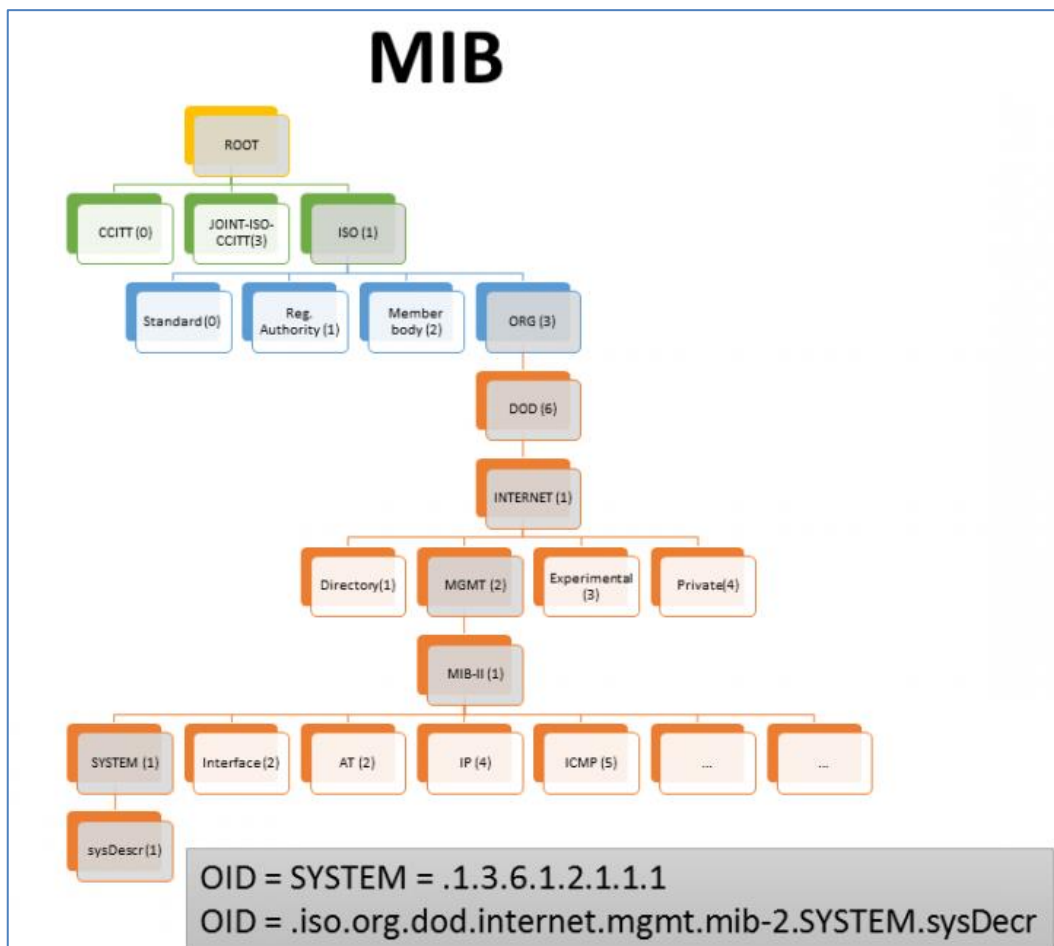 MIB
ROOT
CCITT (0)
JOINT-ISO-
CCITT(3)
ISO (1)
Standard(0)
Reg.
Authority (1)
Member
body (2)
ORG (3)
DOD (6)
INTERNET (1)
Directory(1)
MGMT (2)
Experimental
(3)
Private(4)
MIB-II (1)
SYSTEM (1)
Interface(2)
AT (2)
IP (4)
ICMP (5)
...
...
sysDescr(1)
OID = SYSTEM = .1.3.6.1.2.1.1.1
OID = .iso.org.dod.internet.mgmt.mib-2.SYSTEM.sysDecr